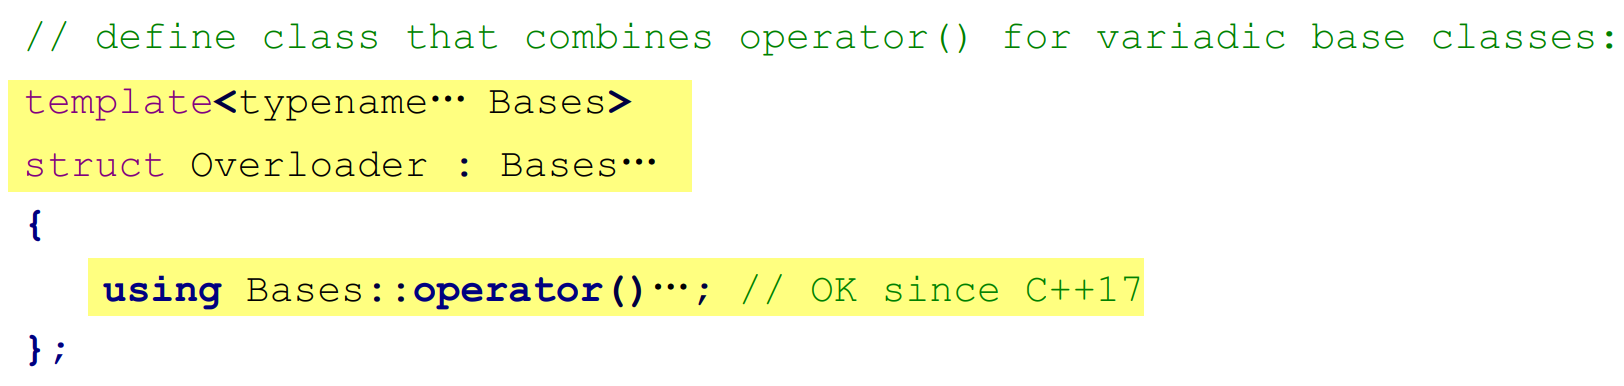 // define class that combines operator() for variadic base classes:
template<typename… Bases>
struct Overloader : Bases…
{
using Bases::operator()…; // OK since C++17
};